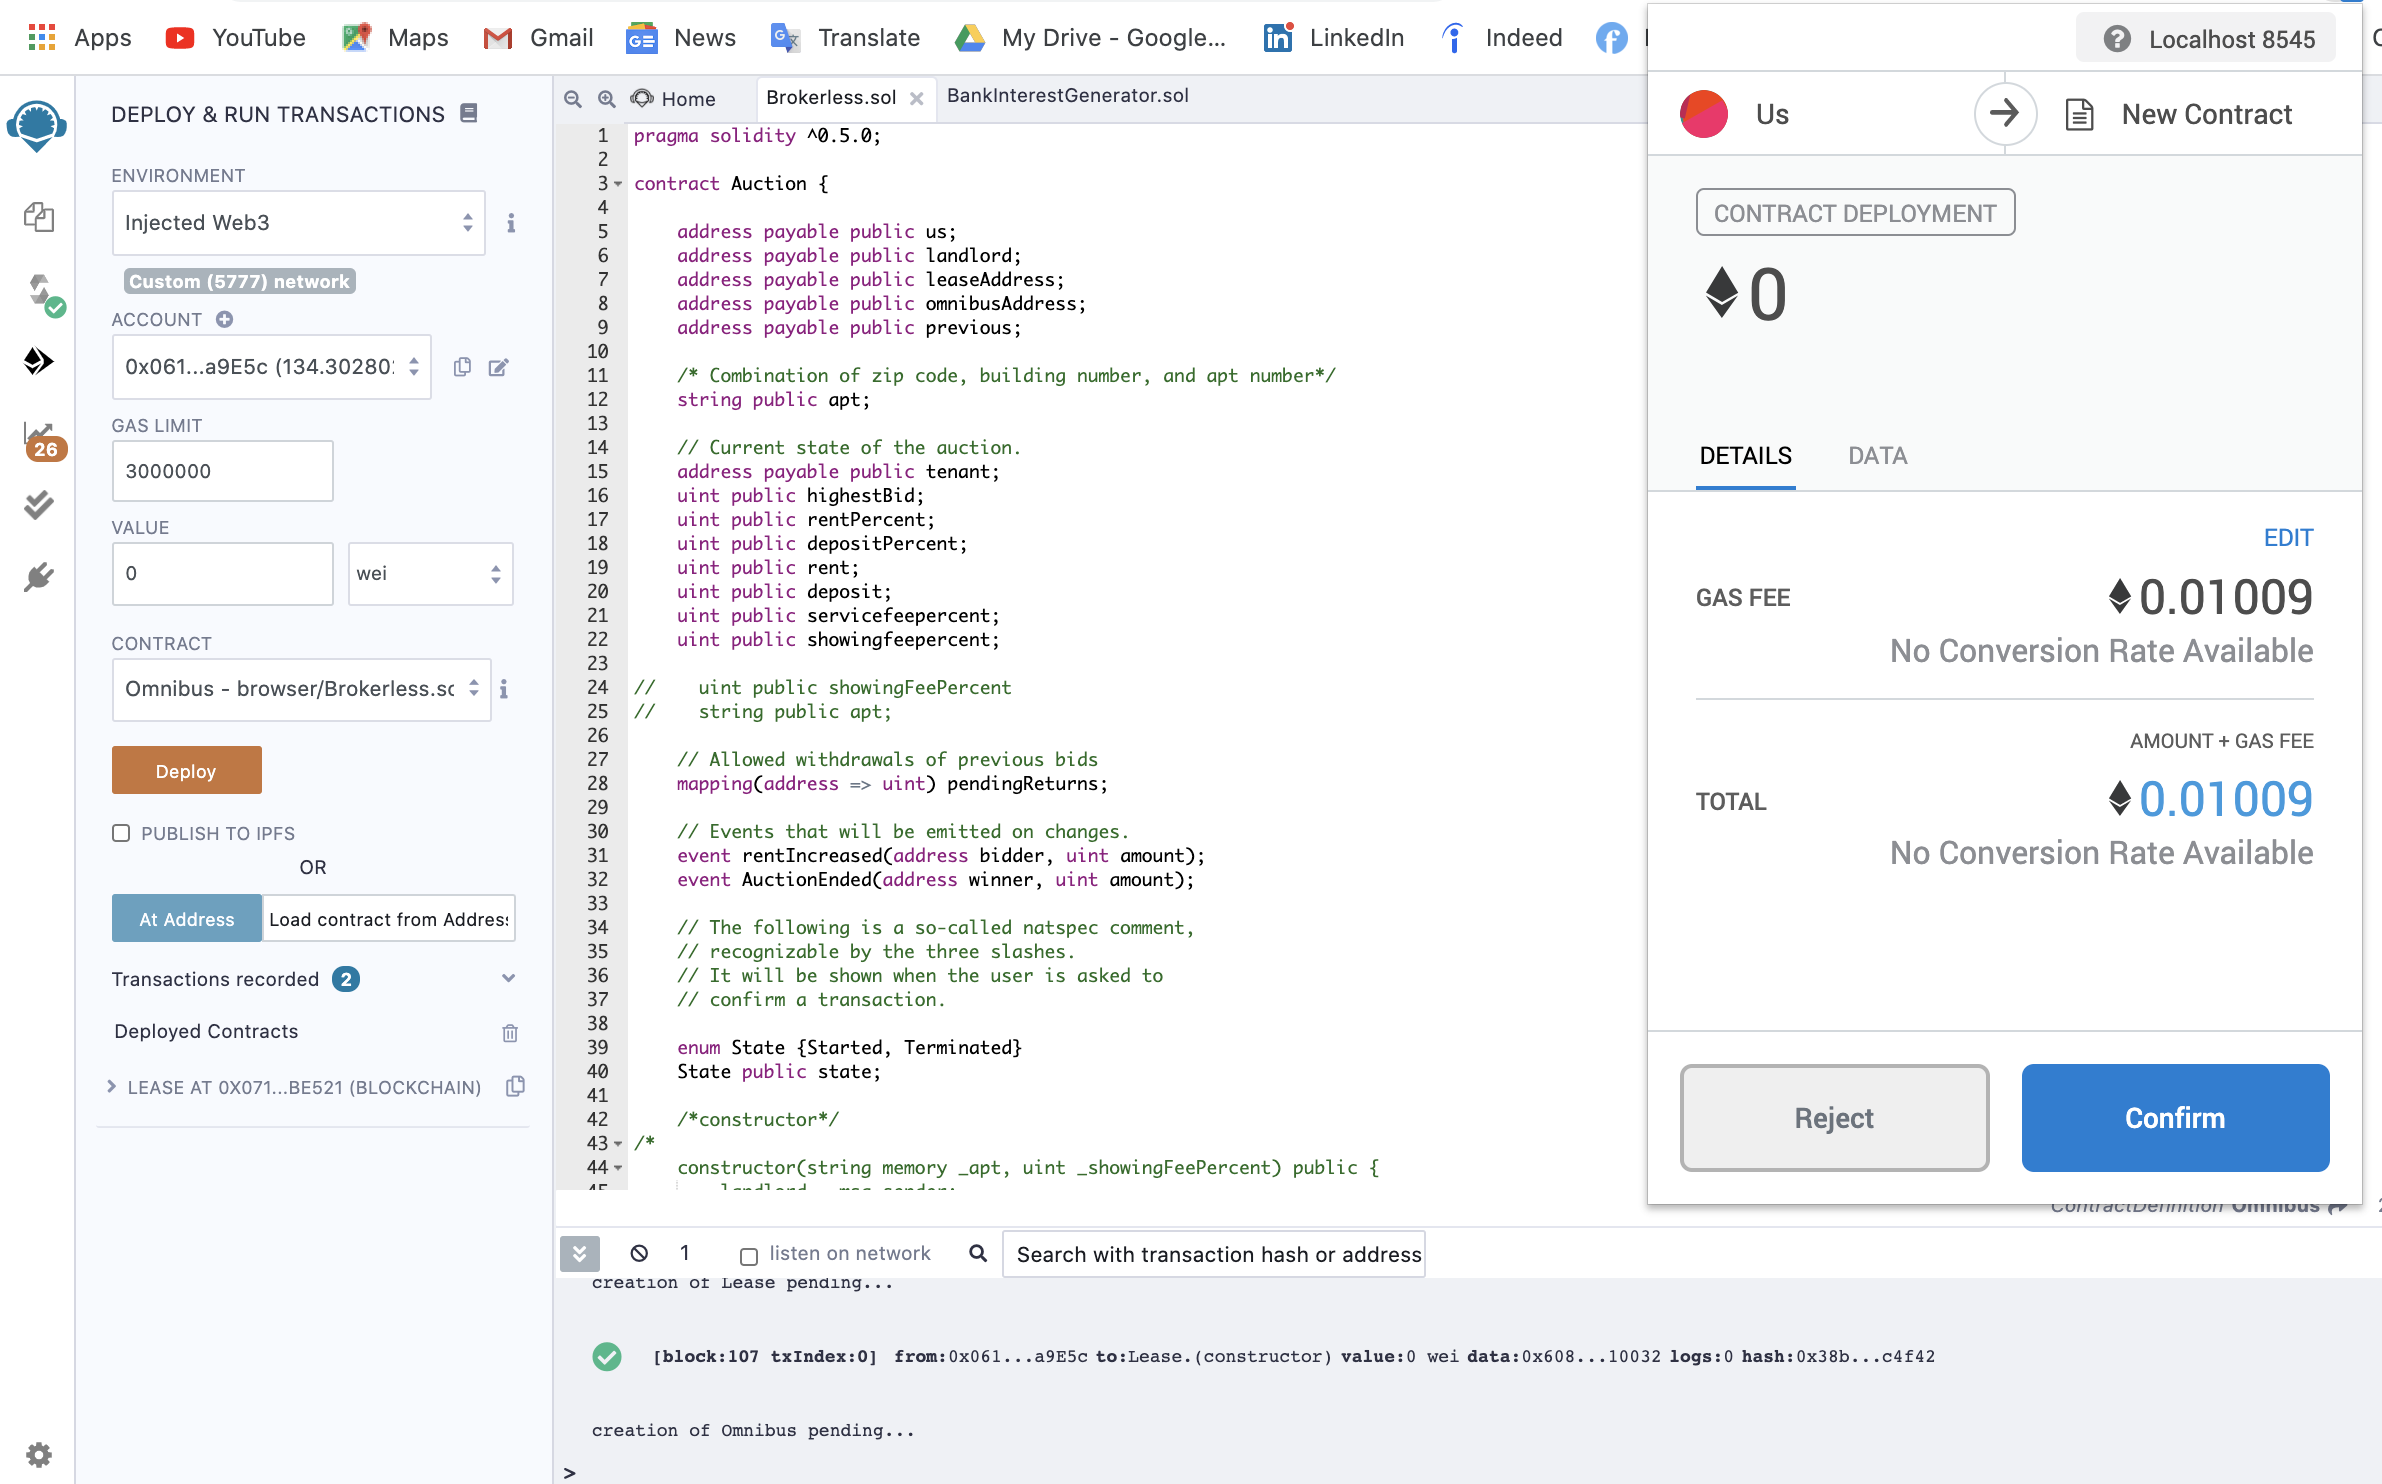 Apps YouTube Maps Gmail News Translate My Drive - Google... LinkedIn Indeed
DEPLOY & RUN TRANSACTIONS
ENVIRONMENT
Injected Web3
Custom (5777) network
ACCOUNT
0x061...a9E5c (134.30280
GAS LIMIT
3000000
VALUE
0 wei
CONTRACT
Omnibus - browser/Brokerless.sc
Deploy
PUBLISH TO IPFS
OR
At Address Load contract from Address
Transactions recorded 2
Deployed Contracts
LEASE AT 0X071...BE521 (BLOCKCHAIN)
26
Home Brokerless.sol BankInterestGenerator.sol
1 pragma solidity ^0.5.0;
2
3 contract Auction {
4
5 address payable public us;
6 address payable public landlord;
7 address payable public leaseAddress;
8 address payable public omnibusAddress;
9 address payable public previous;
10
11 /* Combination of zip code, building number, and apt number*/
12 string public apt;
13
14 // Current state of the auction.
15 address payable public tenant;
16 uint public highestBid;
17 uint public rentPercent;
18 uint public depositPercent;
19 uint public rent;
20 uint public deposit;
21 uint public servicefeepercent;
22 uint public showingfeepercent;
23
24 // uint public showingFeePercent
25 // string public apt;
26
27 // Allowed withdrawals of previous bids
28 mapping(address => uint) pendingReturns;
29
30 // Events that will be emitted on changes.
31 event rentIncreased(address bidder, uint amount);
32 event AuctionEnded(address winner, uint amount);
33
34 // The following is a so-called natspec comment,
35 // recognizable by the three slashes.
36 // It will be shown when the user is asked to
37 // confirm a transaction.
38
39 enum State {Started, Terminated}
40 State public state;
41
42 /*constructor*/
43 /*
44 constructor(string memory _apt, uint _showingFeePercent) public {
45 landlord = msg.sender;
ContractDefinition Omnibus
1 listen on network Search with transaction hash or address
creation of Lease pending...
[block:107 txIndex:0] from:0x061...a9E5c to:Lease.(constructor) value:0 wei data:0x608...10032 logs:0 hash:0x38b...c4f42
creation of Omnibus pending...
>
Localhost 8545
Us New Contract
CONTRACT DEPLOYMENT
0
DETAILS DATA
EDIT
GAS FEE 0.01009
No Conversion Rate Available
AMOUNT + GAS FEE
TOTAL 0.01009
No Conversion Rate Available
Reject Confirm